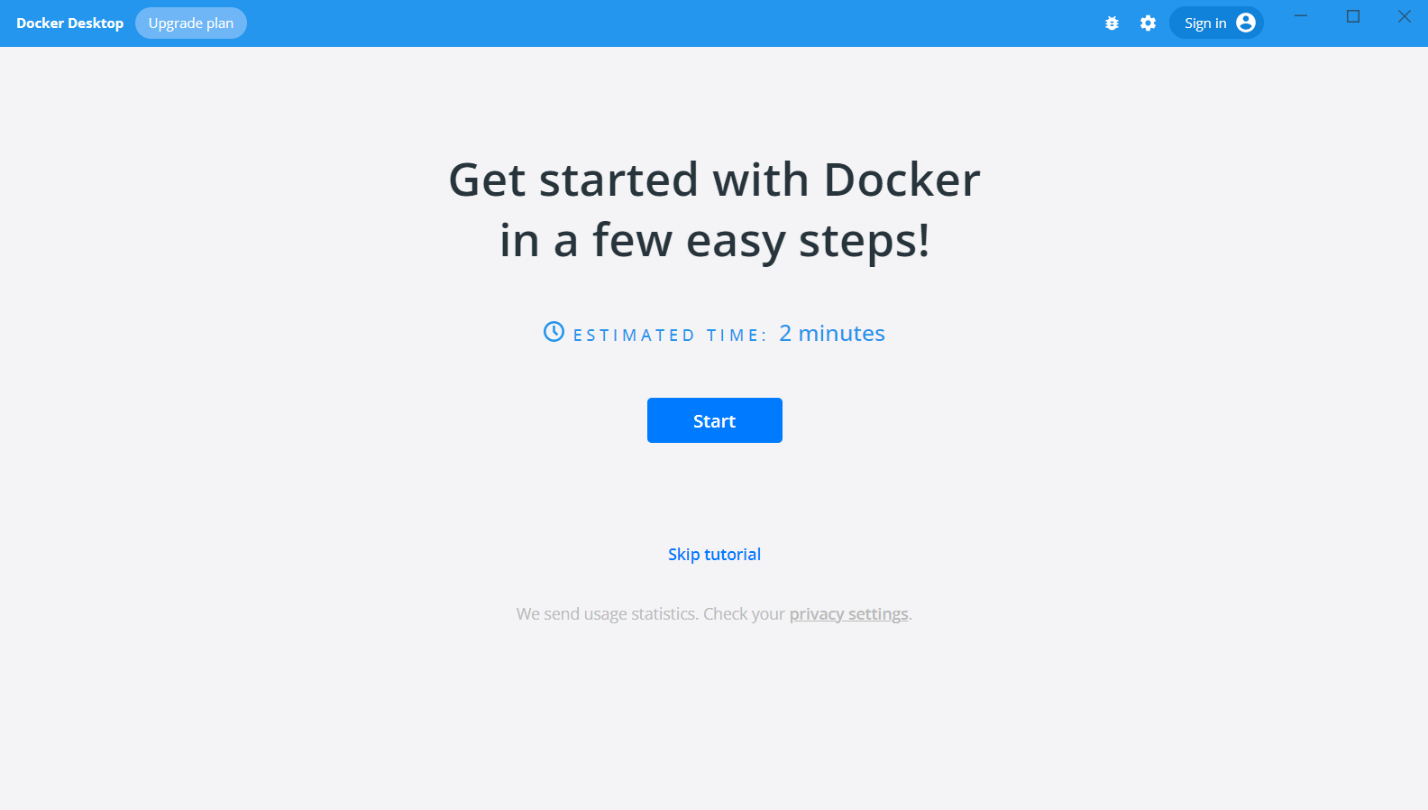 Docker Desktop Upgrade plan Sign in
Get started with Docker
in a few easy steps!
ESTIMATED TIME: 2 minutes
Start
Skip tutorial
We send usage statistics. Check your privacy settings.